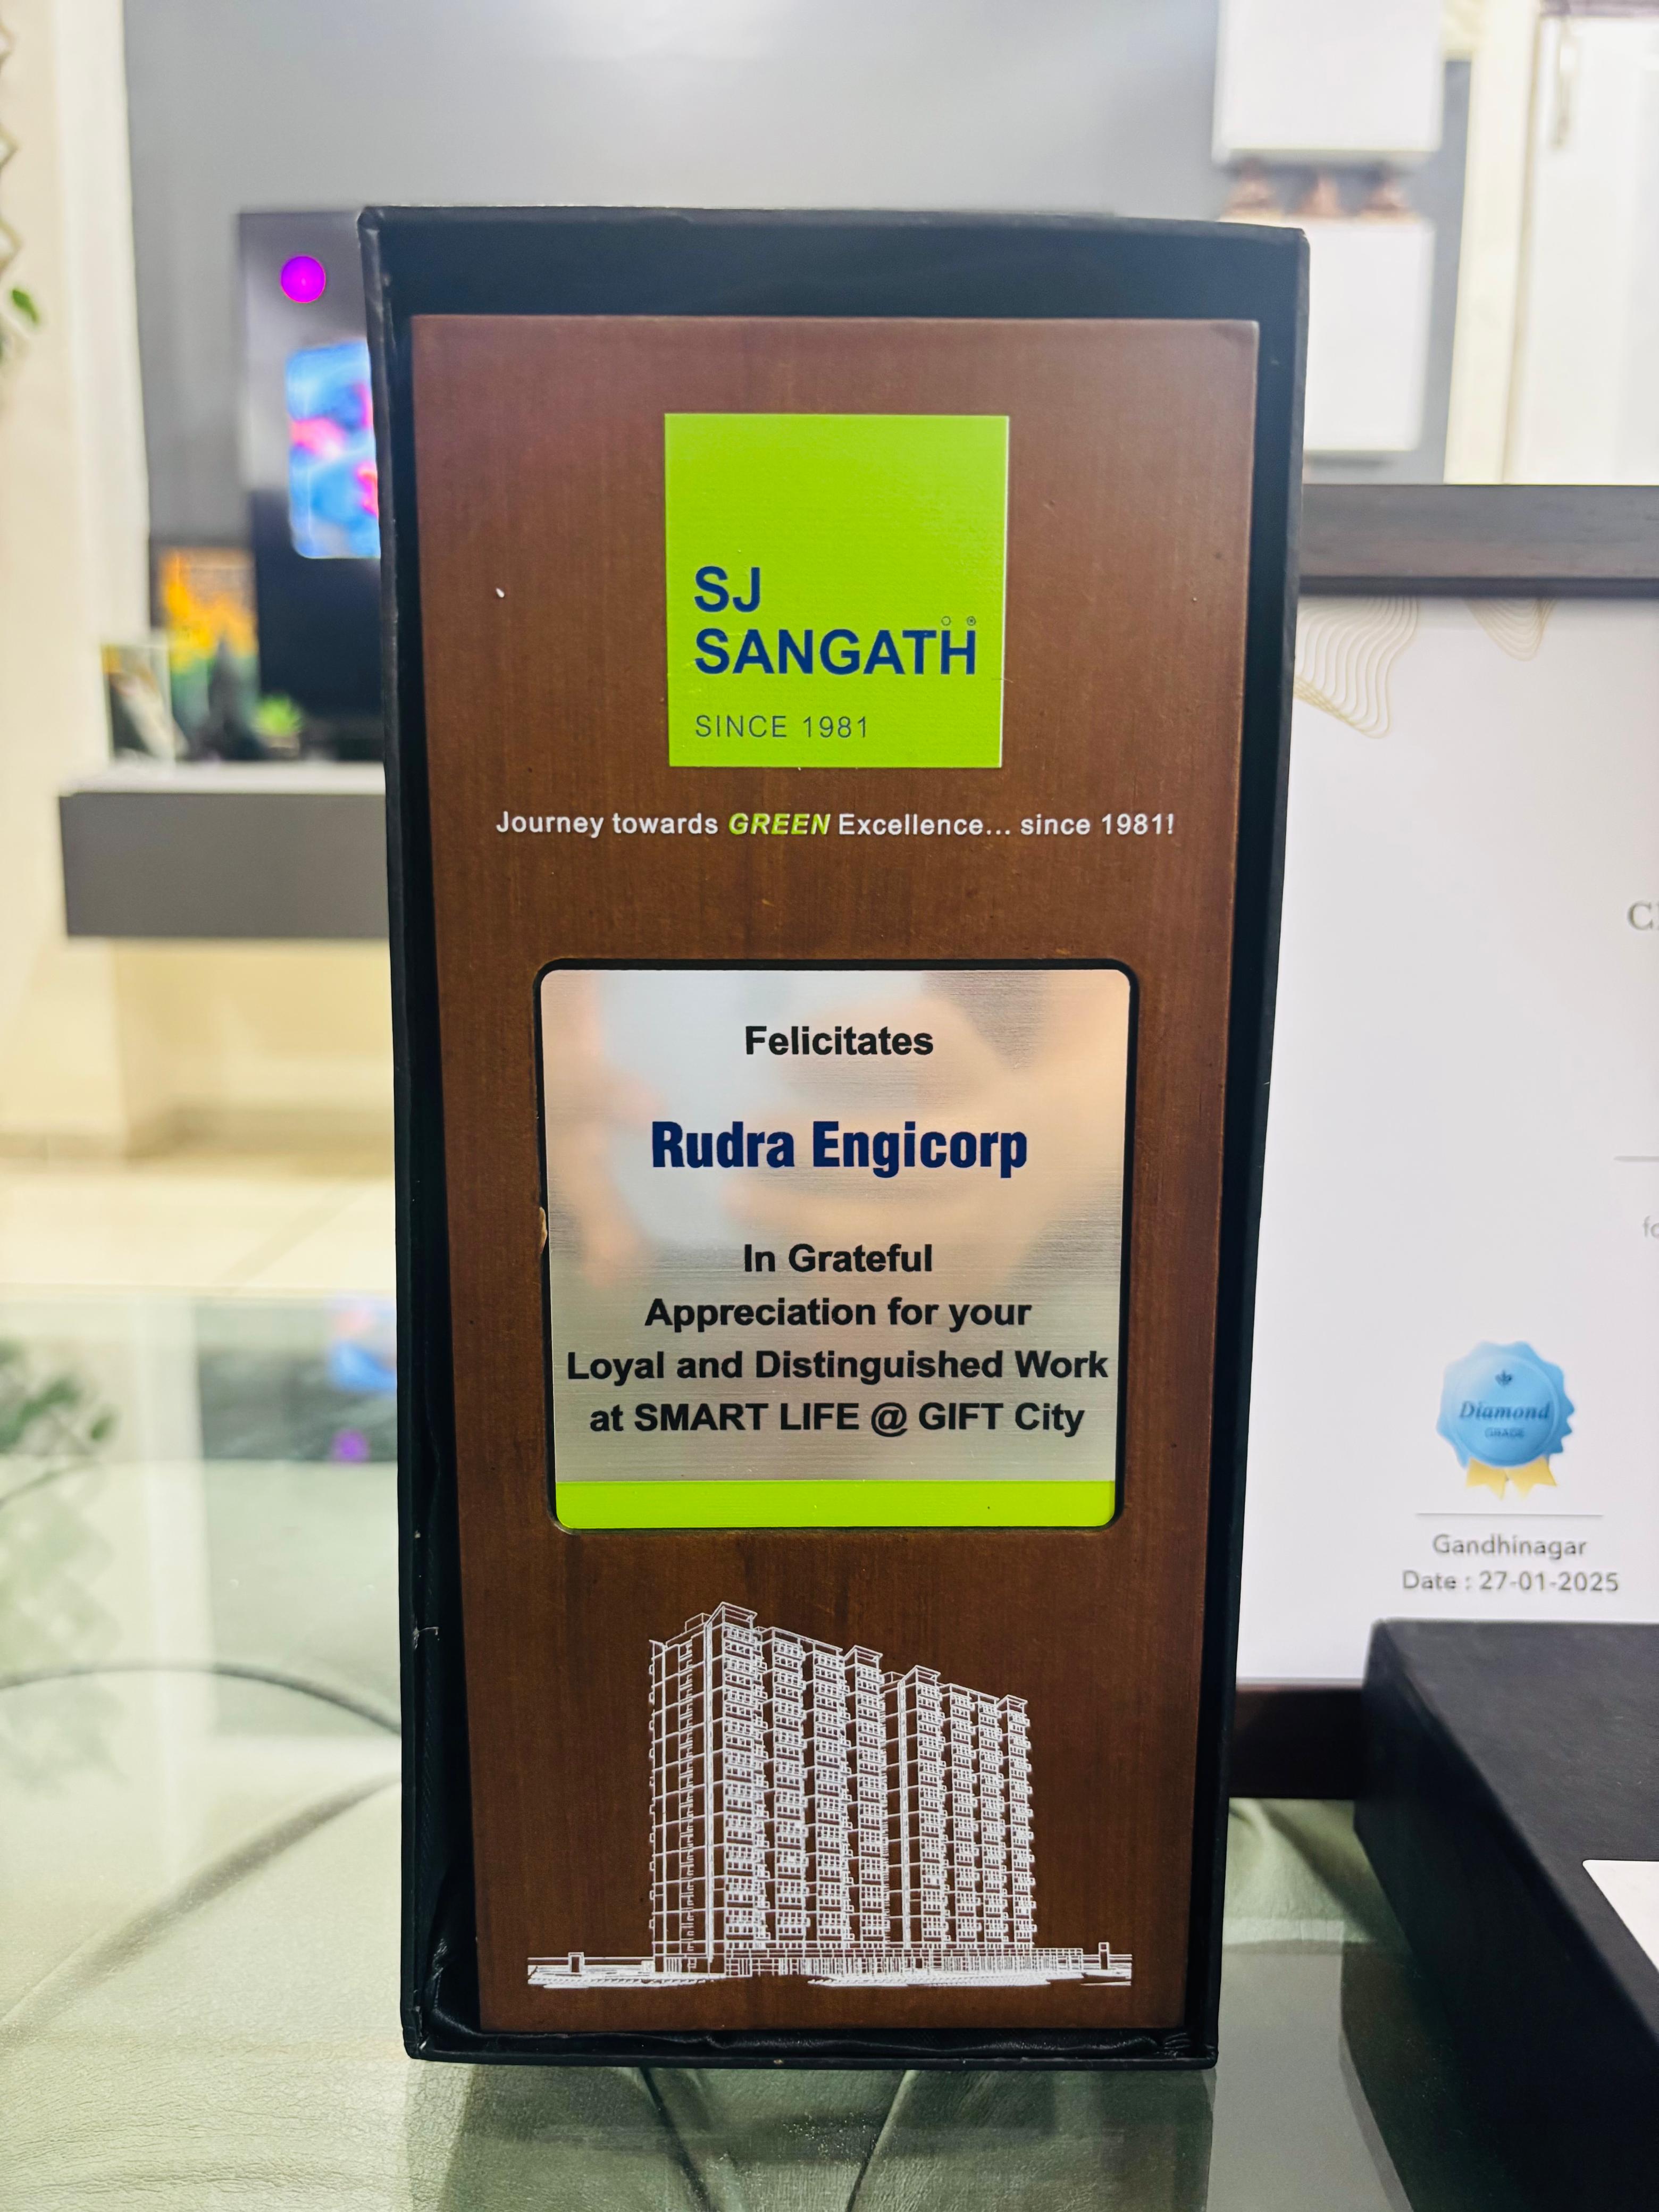 SJ
SANGATH
SINCE 1981
Journey towards GREEN Excellence... since 1981!
Felicitates
Rudra Engicorp
In Grateful
Appreciation for your
Loyal and Distinguished Work
at SMART LIFE @ GIFT City
Diamond
GRADE
Gandhinagar
Date : 27-01-2025